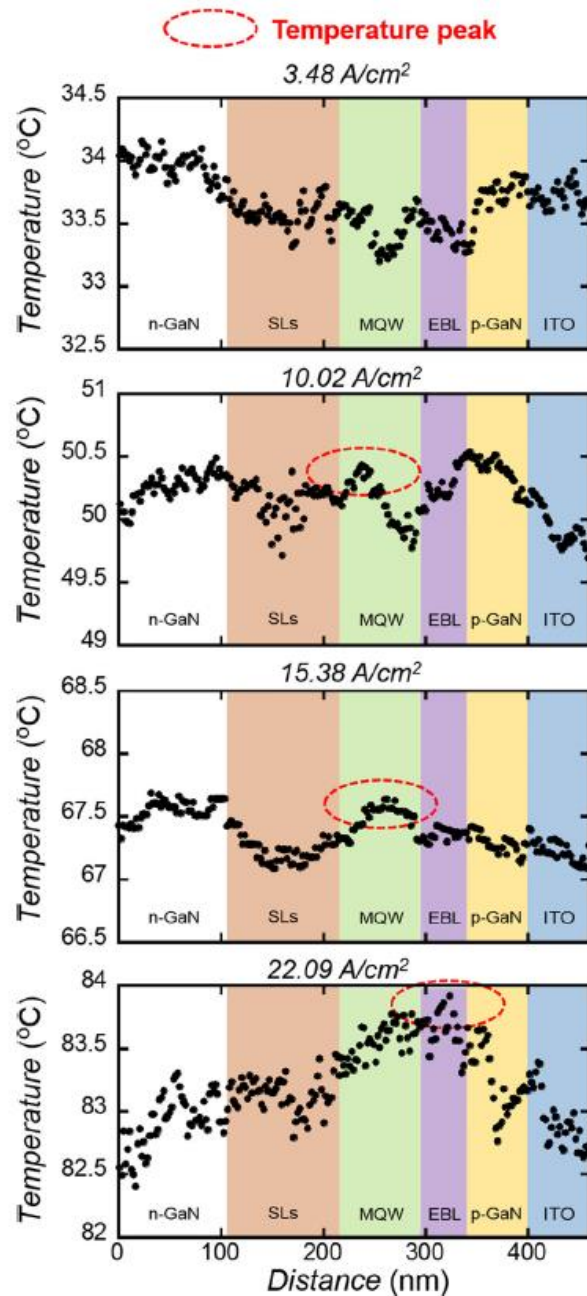 Temperature peak
3.48 A/cm²
Temperature (°C)
34.5
34
33.5
33
32.5
n-GaN SLs MQW EBL p-GaN ITO
10.02 A/cm²
Temperature (°C)
51
50.5
50
49.5
49
n-GaN SLs MQW EBL p-GaN ITO
15.38 A/cm²
Temperature (°C)
68.5
68
67.5
67
66.5
n-GaN SLs MQW EBL p-GaN ITO
22.09 A/cm²
Temperature (°C)
84
83.5
83
82.5
82
n-GaN SLs MQW EBL p-GaN ITO
0 100 200 300 400
Distance (nm)